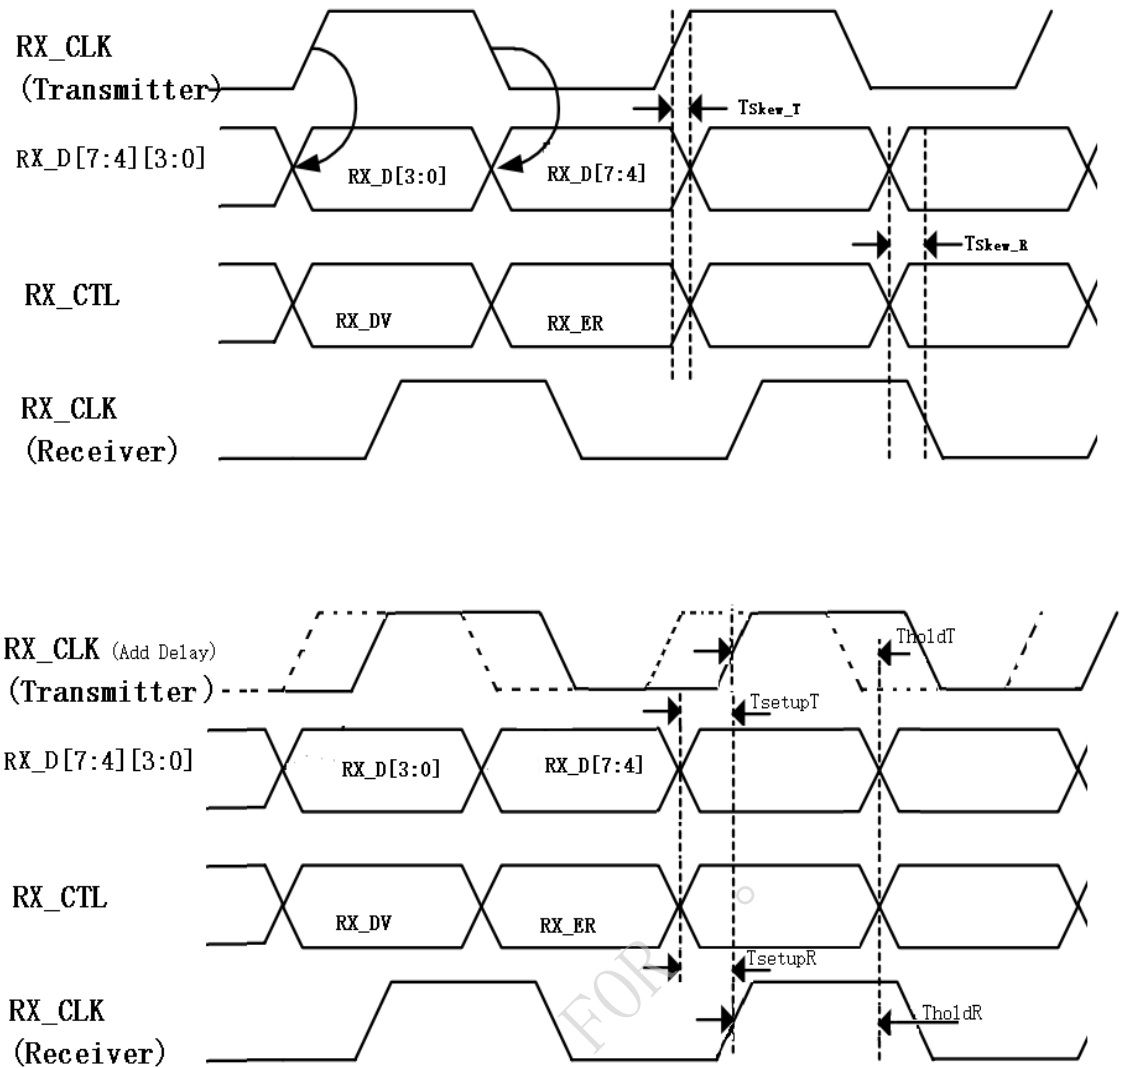 RX_CLK
(Transmitter)
TSkew_T
RX_D[7:4][3:0]
RX_D[3:0]
RX_D[7:4]
TSkew_R
RX_CTL
RX_DV
RX_ER
RX_CLK
(Receiver)
RX_CLK (Add Delay)
(Transmitter)
TholdT
TsetupT
RX_D[7:4][3:0]
RX_D[3:0]
RX_D[7:4]
RX_CTL
RX_DV
RX_ER
TsetupR
FOR
RX_CLK
(Receiver)
TholdR